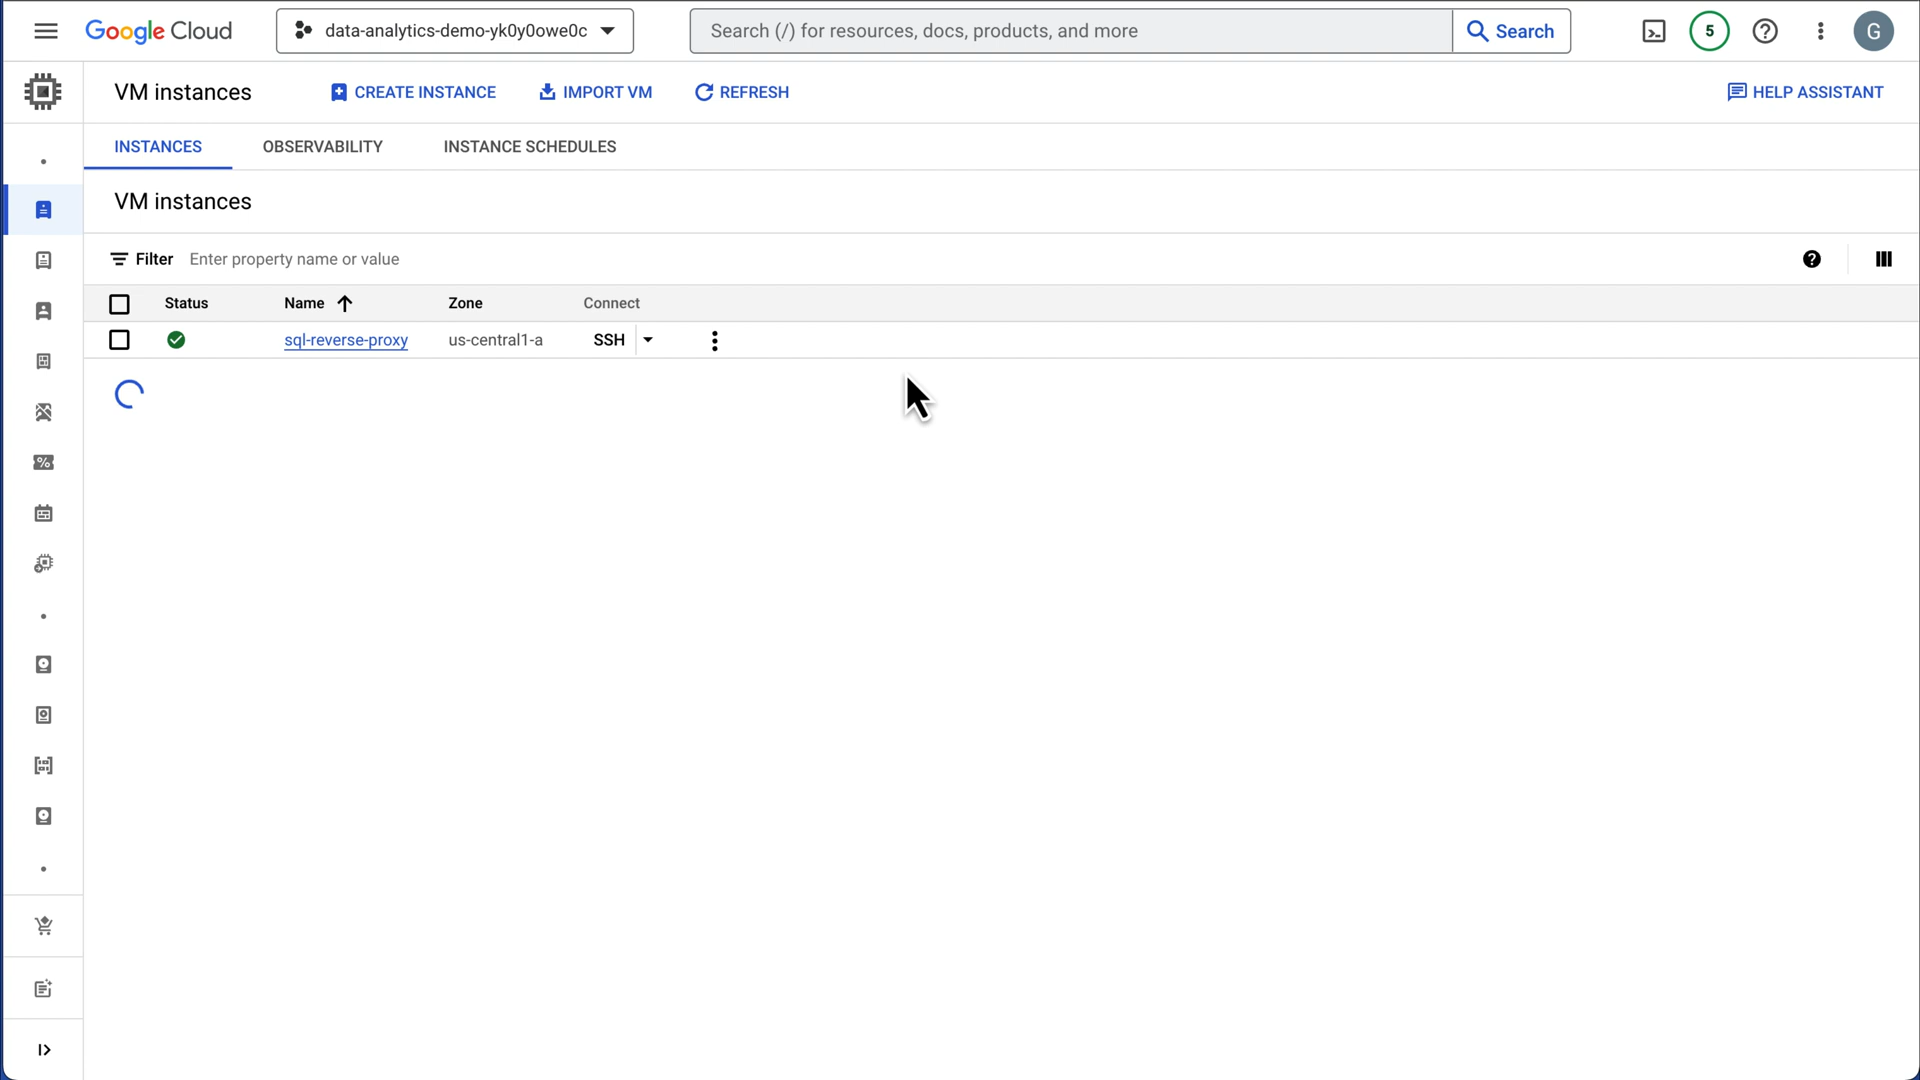 Google Cloud data-analytics-demo-yk0y0owe0c Search (/) for resources, docs, products, and more Search 5 G
VM instances CREATE INSTANCE IMPORT VM REFRESH HELP ASSISTANT
INSTANCES OBSERVABILITY INSTANCE SCHEDULES
VM instances
Filter Enter property name or value
Status Name Zone Connect
sql-reverse-proxy us-central1-a SSH